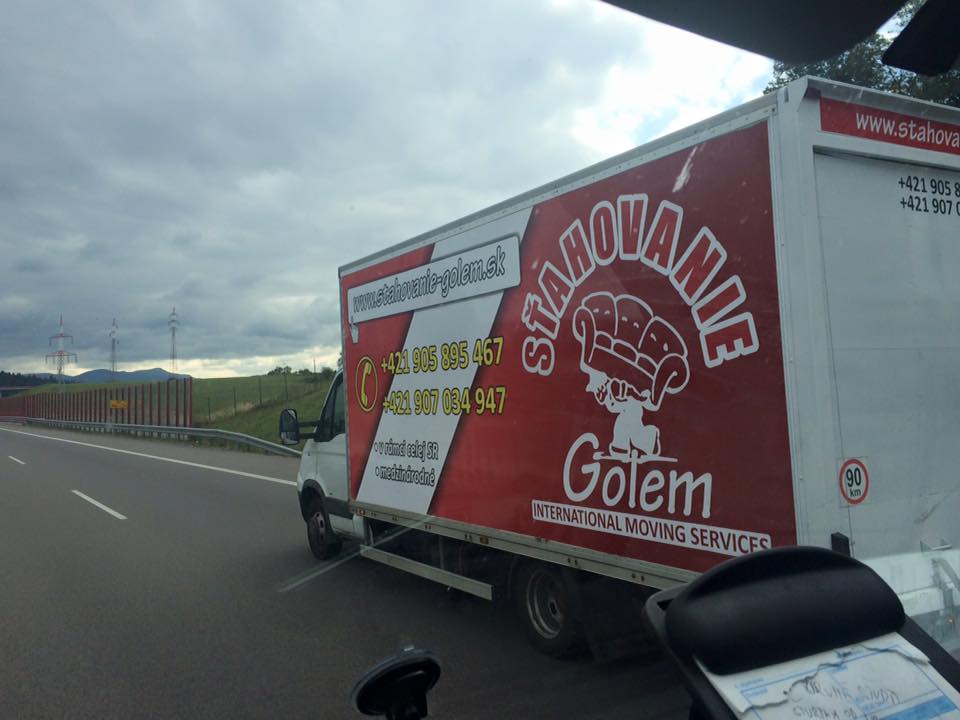 www.stahovanie-golem.sk
+421 905 895 467
+421 907 034 947
• v rámci celej SR
• medzinárodné
SŤAHOVANIE
Golem
INTERNATIONAL MOVING SERVICES
www.stahova
+421 905 8
+421 907 0
90
km